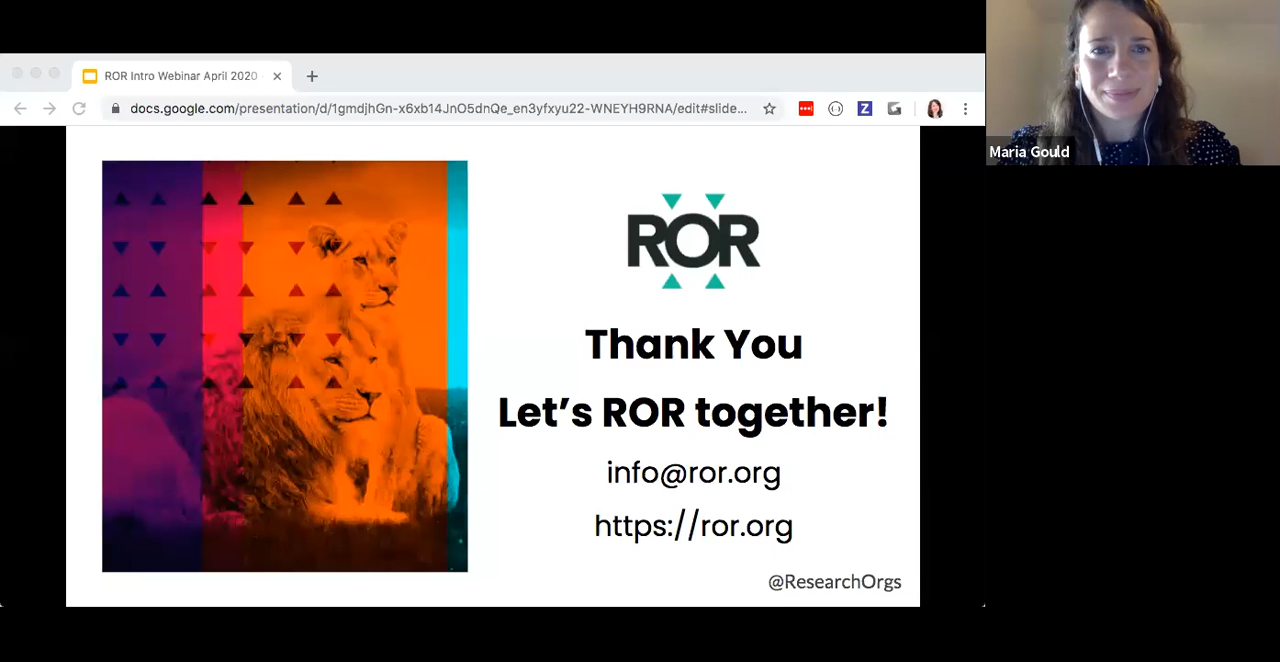 ROR Intro Webinar April 2020
docs.google.com/presentation/d/1gmdjhGn-x6xb14JnO5dnQe_en3yfxyu22-WNEYH9RNA/edit#slide...
Z
Maria Gould
ROR
Thank You
Let's ROR together!
info@ror.org
https://ror.org
@ResearchOrgs